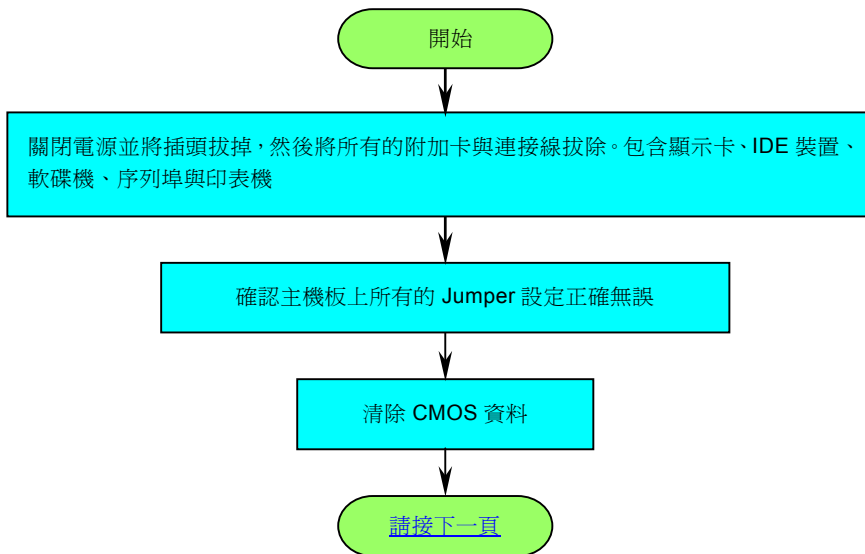 開始
關閉電源並將插頭拔掉，然後將所有的附加卡與連接線拔除。包含顯示卡、IDE 裝置、
軟碟機、序列埠與印表機
確認主機板上所有的 Jumper 設定正確無誤
清除 CMOS 資料
請接下一頁